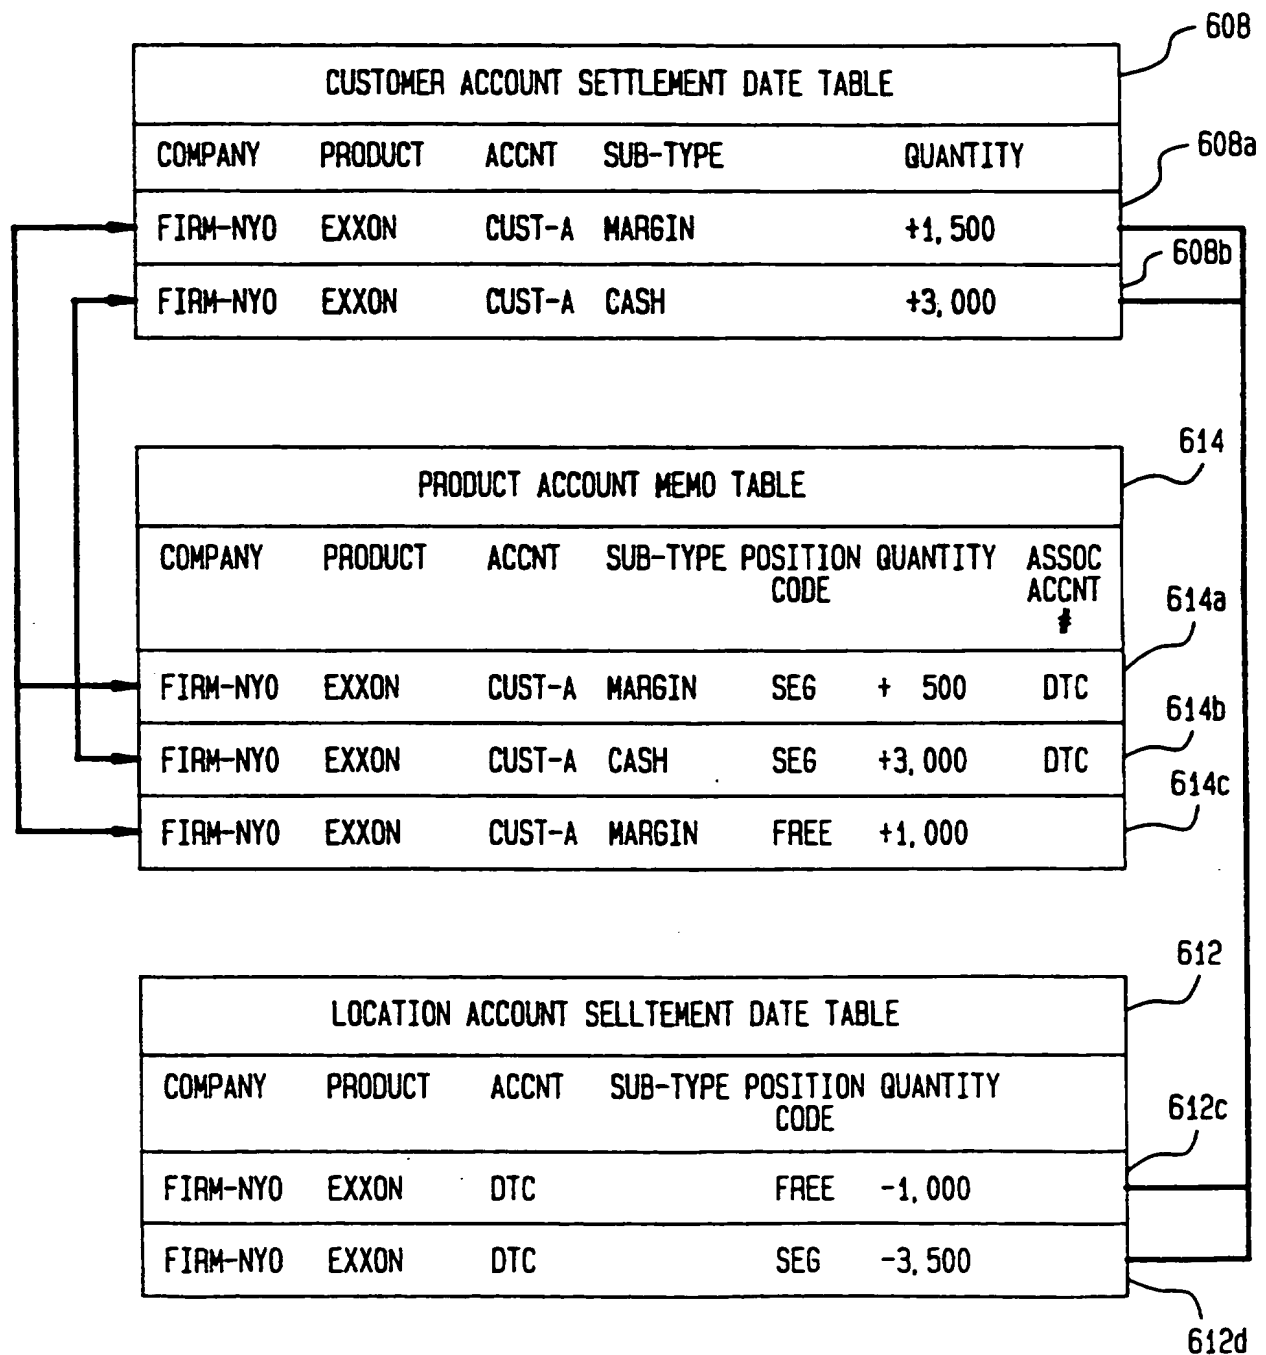 608
CUSTOMER ACCOUNT SETTLEMENT DATE TABLE
COMPANY PRODUCT ACCNT SUB-TYPE QUANTITY
608a
FIRM-NYO EXXON CUST-A MARGIN +1,500
608b
FIRM-NYO EXXON CUST-A CASH +3,000
614
PRODUCT ACCOUNT MEMO TABLE
COMPANY PRODUCT ACCNT SUB-TYPE POSITION QUANTITY ASSOC
CODE ACCNT
#
614a
FIRM-NYO EXXON CUST-A MARGIN SEG + 500 DTC
614b
FIRM-NYO EXXON CUST-A CASH SEG +3,000 DTC
614c
FIRM-NYO EXXON CUST-A MARGIN FREE +1,000
612
LOCATION ACCOUNT SELLTEMENT DATE TABLE
COMPANY PRODUCT ACCNT SUB-TYPE POSITION QUANTITY
CODE
612c
FIRM-NYO EXXON DTC FREE -1,000
FIRM-NYO EXXON DTC SEG -3,500
612d